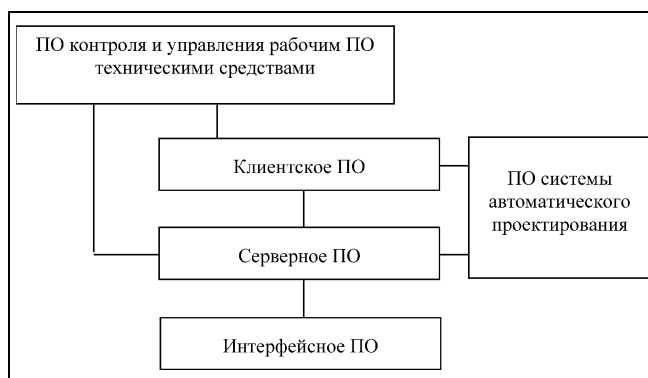 ПО контроля и управления рабочим ПО
техническими средствами
Клиентское ПО
ПО системы
автоматического
проектирования
Серверное ПО
Интерфейсное ПО